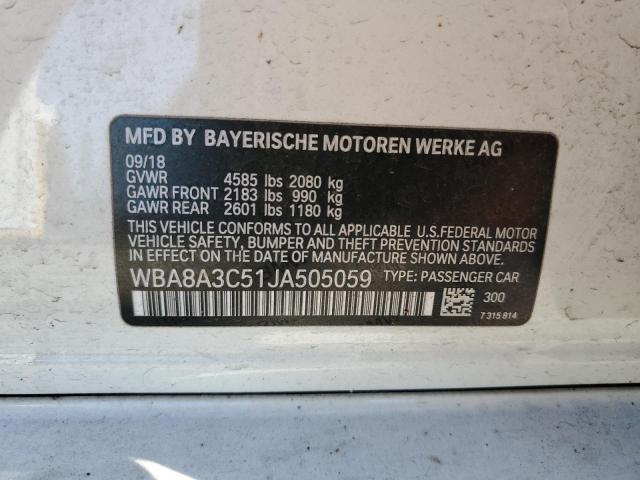 MFD BY BAYERISCHE MOTOREN WERKE AG
09/18
GVWR 4585 lbs 2080 kg
GAWR FRONT 2183 lbs 990 kg
GAWR REAR 2601 lbs 1180 kg
THIS VEHICLE CONFORMS TO ALL APPLICABLE U.S.FEDERAL MOTOR
VEHICLE SAFETY, BUMPER AND THEFT PREVENTION STANDARDS IN
EFFECT ON THE DATE OF MANUFACTURE SHOWN ABOVE.
WBA8A3C51JA505059 TYPE: PASSENGER CAR
300
7 315 814